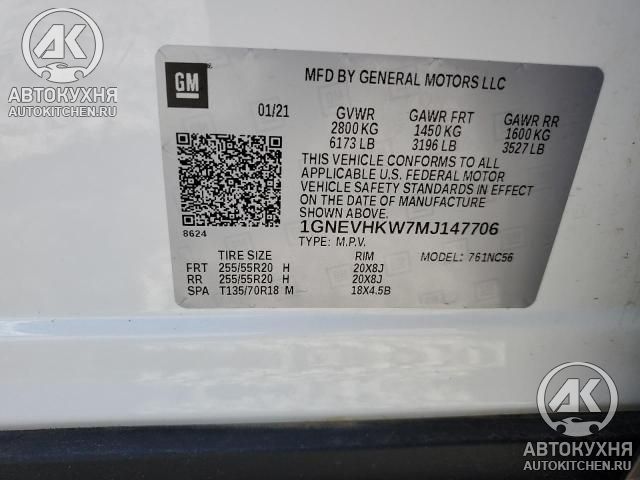 АК
АВТОКУХНЯ
AUTOKITCHEN.RU
GM
MFD BY GENERAL MOTORS LLC
01/21 GVWR GAWR FRT GAWR RR
2800 KG 1450 KG 1600 KG
6173 LB 3196 LB 3527 LB
THIS VEHICLE CONFORMS TO ALL
APPLICABLE U.S. FEDERAL MOTOR
VEHICLE SAFETY STANDARDS IN EFFECT
ON THE DATE OF MANUFACTURE
SHOWN ABOVE.
8624
1GNEVHKW7MJ147706
TYPE: M.P.V. MODEL: 761NC56
TIRE SIZE RIM
FRT 255/55R20 H 20X8J
RR 255/55R20 H 20X8J
SPA T135/70R18 M 18X4.5B
АК
АВТОКУХНЯ
AUTOKITCHEN.RU